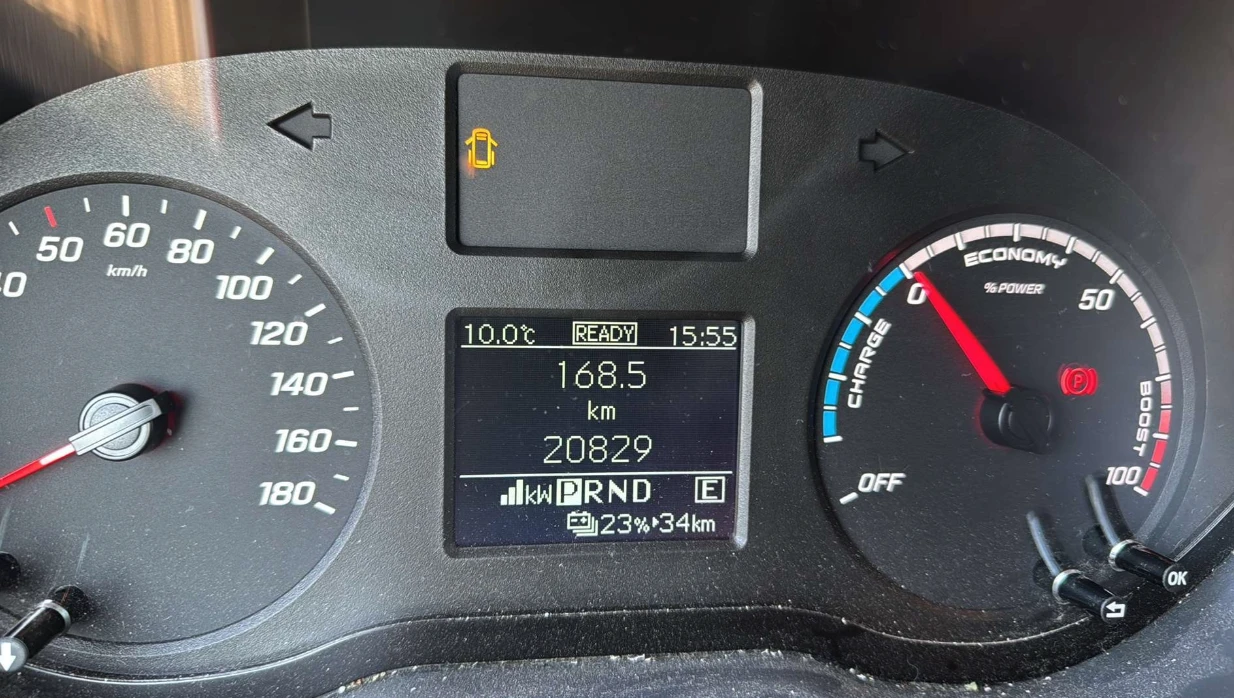 40
50
60
80
100
120
140
160
180
km/h
10.0°C READY 15:55
168.5
km
20829
kW PRND E
23%▸34km
CHARGE
0
ECONOMY
% POWER
50
BOOST
100
OFF
P
OK